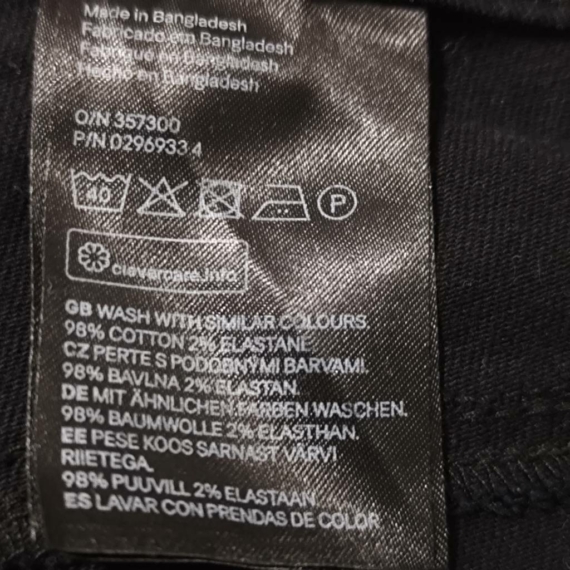 Made in Bangladesh
Fabricado em Bangladesh
Fabriqué en Bangladesh
Hecho en Bangladesh
O/N 357300
P/N 02969334
40
P
clevercare.info
GB WASH WITH SIMILAR COLOURS.
98% COTTON 2% ELASTANE
CZ PERTE S PODOBNÝMI BARVAMI.
98% BAVLNA 2% ELASTAN.
DE MIT ÄHNLICHEN FARBEN WASCHEN.
98% BAUMWOLLE 2% ELASTHAN.
EE PESE KOOS SARNAST VÄRVI
RIIETEGA.
98% PUUVILL 2% ELASTAAN
ES LAVAR CON PRENDAS DE COLOR